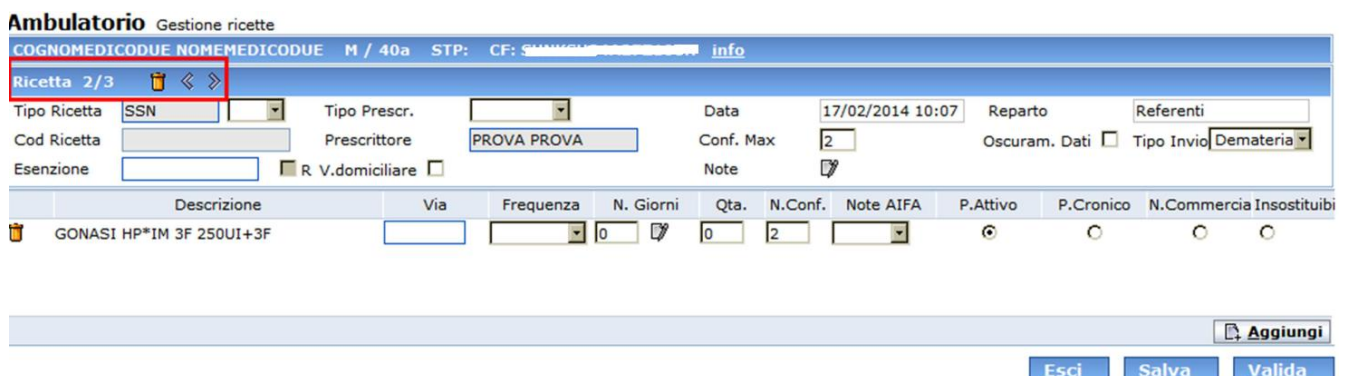 Ambulatorio Gestione ricette
COGNOMEDICODUE NOMEMEDICODUE M / 40a STP: CF: info
Ricetta 2/3
Tipo Ricetta SSN Tipo Prescr. Data 17/02/2014 10:07 Reparto Referenti
Cod Ricetta Prescrittore PROVA PROVA Conf. Max 2 Oscuram. Dati Tipo Invio Demateria
Esenzione R V.domiciliare Note
Descrizione Via Frequenza N. Giorni Qta. N.Conf. Note AIFA P.Attivo P.Cronico N.Commercia Insostituibi
GONASI HP*IM 3F 250UI+3F 0 0 2
Aggiungi
Esci Salva Valida